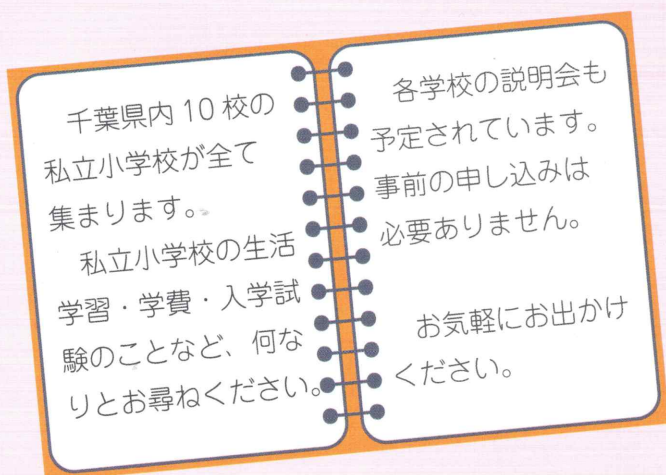 千葉県内10校の
私立小学校が全て
集まります。
私立小学校の生活
学習・学費・入学試
験のことなど、何な
りとお尋ねください。
各学校の説明会も
予定されています。
事前の申し込みは
必要ありません。
お気軽にお出かけ
ください。